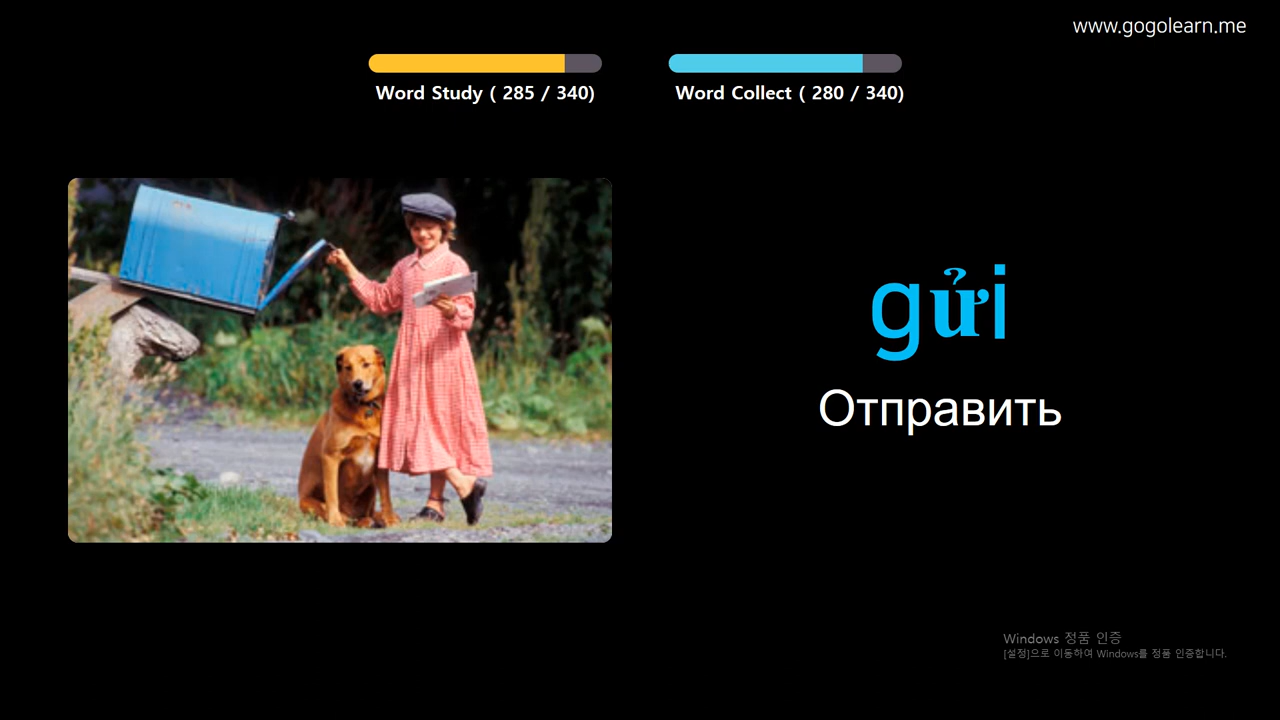 www.gogolearn.me
Word Study ( 285 / 340)
Word Collect ( 280 / 340)
gửi
Отправить
Windows 정품 인증
[설정]으로 이동하여 Windows를 정품 인증합니다.